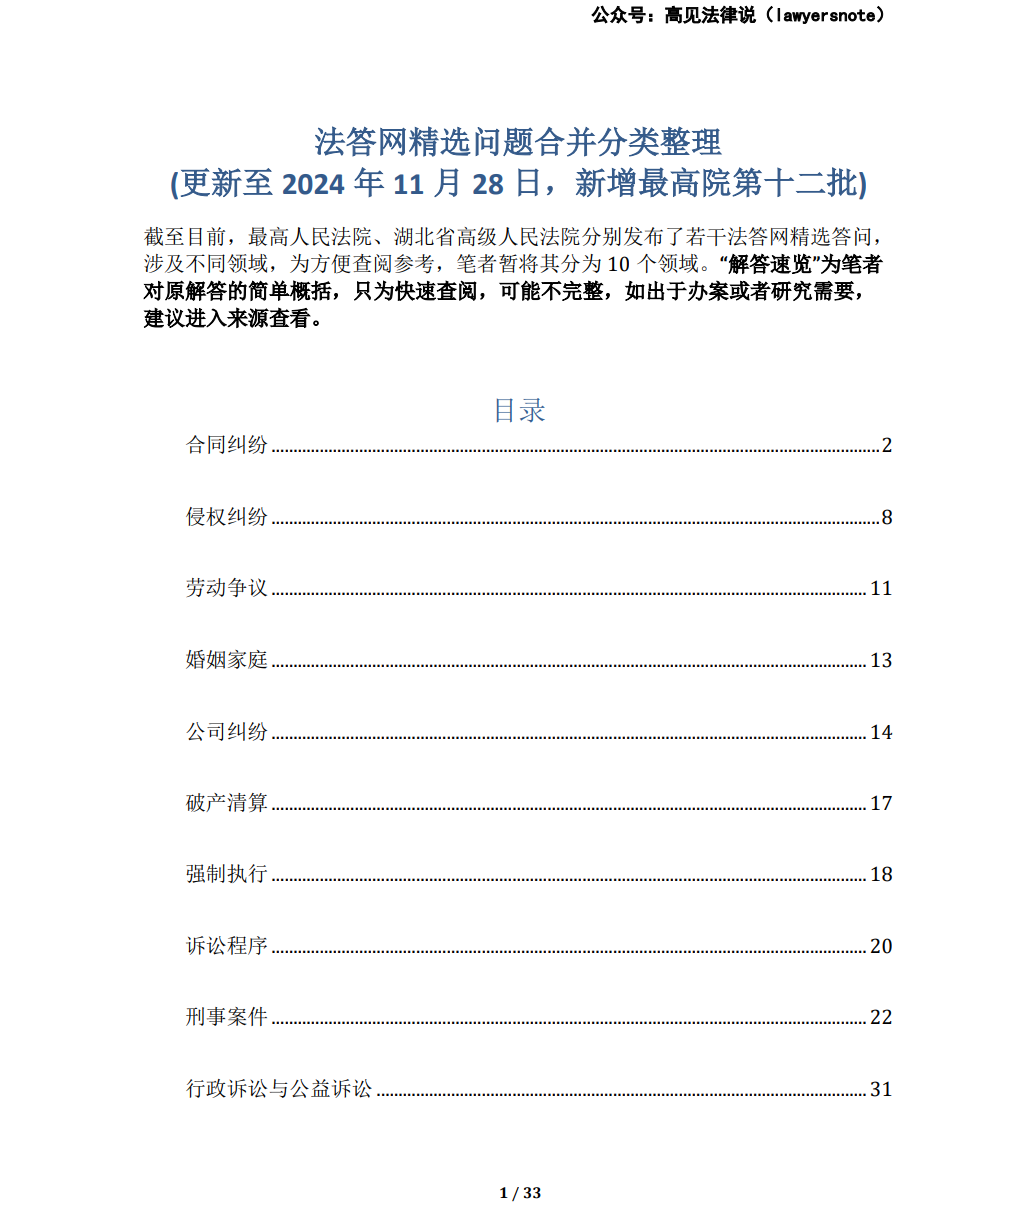 公众号：高见法律说（lawyersnote）
法答网精选问题合并分类整理
(更新至 2024 年 11 月 28 日，新增最高院第十二批)
截至目前，最高人民法院、湖北省高级人民法院分别发布了若干法答网精选答问，
涉及不同领域，为方便查阅参考，笔者暂将其分为 10 个领域。“解答速览”为笔者
对原解答的简单概括，只为快速查阅，可能不完整，如出于办案或者研究需要，
建议进入来源查看。
目录
合同纠纷 2
侵权纠纷 8
劳动争议 11
婚姻家庭 13
公司纠纷 14
破产清算 17
强制执行 18
诉讼程序 20
刑事案件 22
行政诉讼与公益诉讼 31
1 / 33